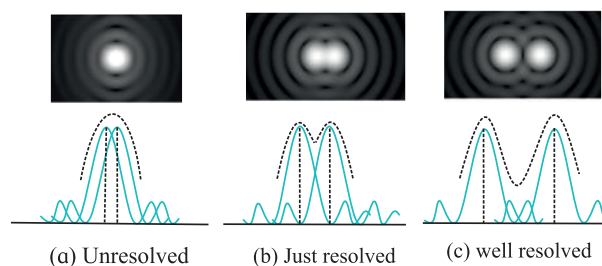 (a) Unresolved
(b) Just resolved
(c) well resolved